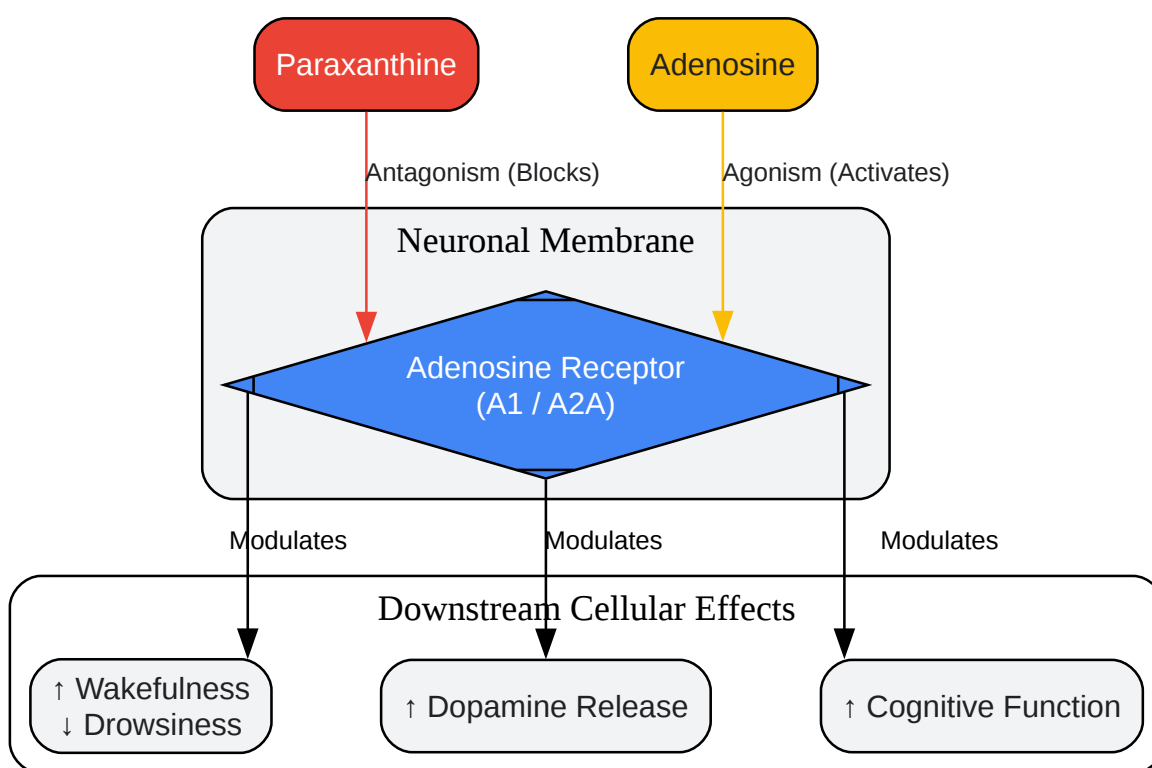 Paraxanthine
Adenosine
Antagonism (Blocks)
Agonism (Activates)
Neuronal Membrane
Adenosine Receptor
(A1 / A2A)
Modulates
Modulates
Modulates
Downstream Cellular Effects
↑ Wakefulness
↓ Drowsiness
↑ Dopamine Release
↑ Cognitive Function